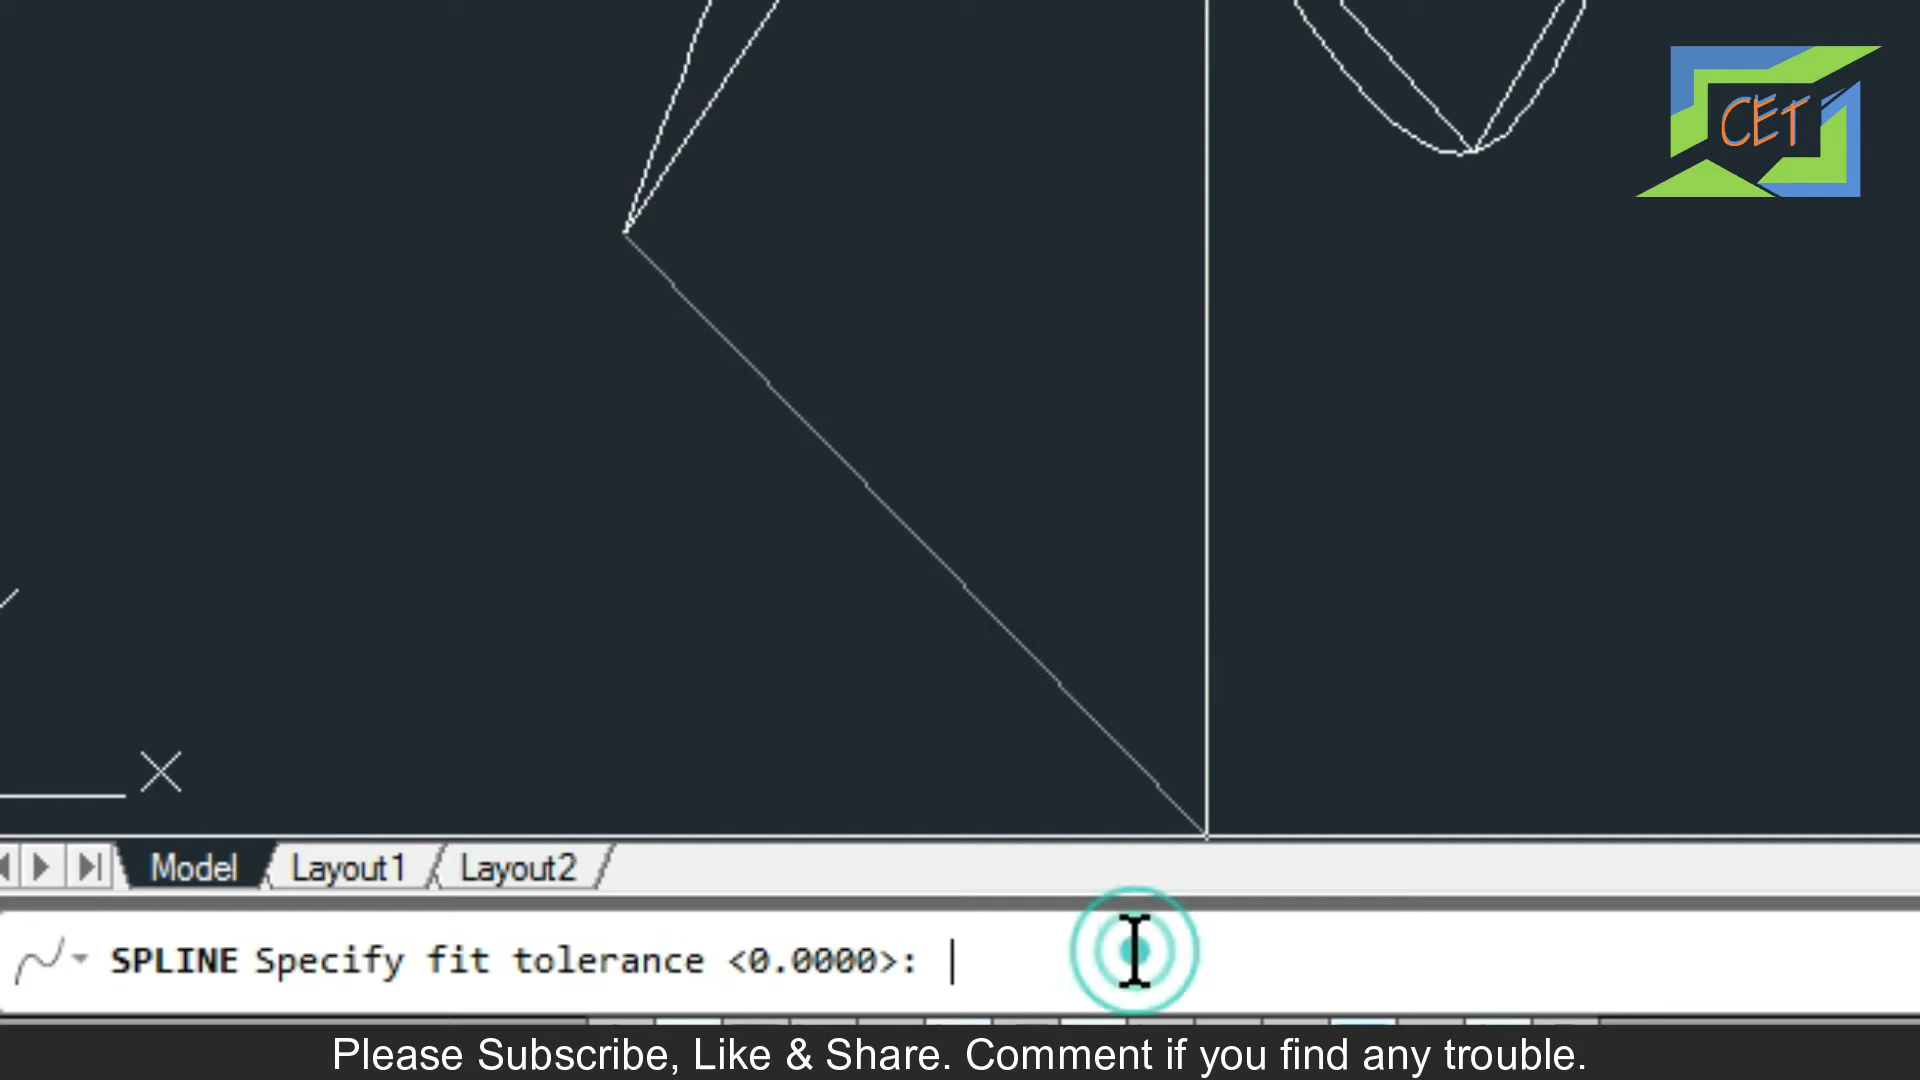 CET
Model Layout1 Layout2
SPLINE Specify fit tolerance <0.0000>:
Please Subscribe, Like & Share. Comment if you find any trouble.